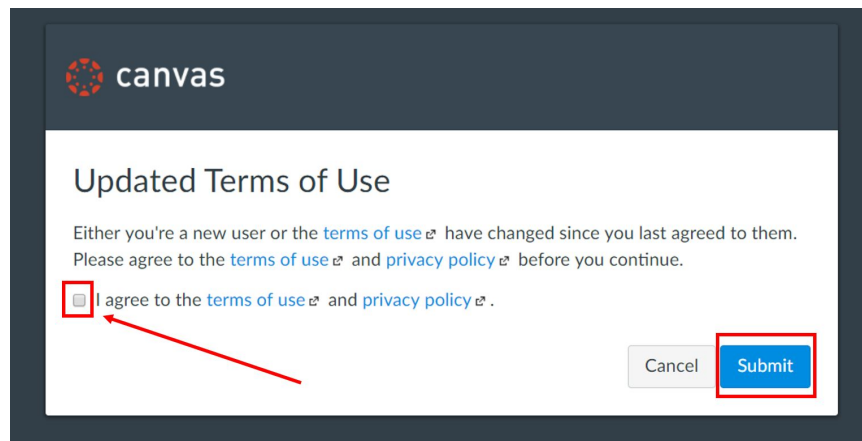 canvas
Updated Terms of Use
Either you're a new user or the terms of use have changed since you last agreed to them.
Please agree to the terms of use and privacy policy before you continue.
I agree to the terms of use and privacy policy .
Cancel Submit